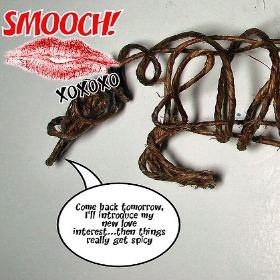 SMOOCH!
XOXOXO
Come back tomorrow,
I'll introduce my
new love
interest...then things
really get spicy